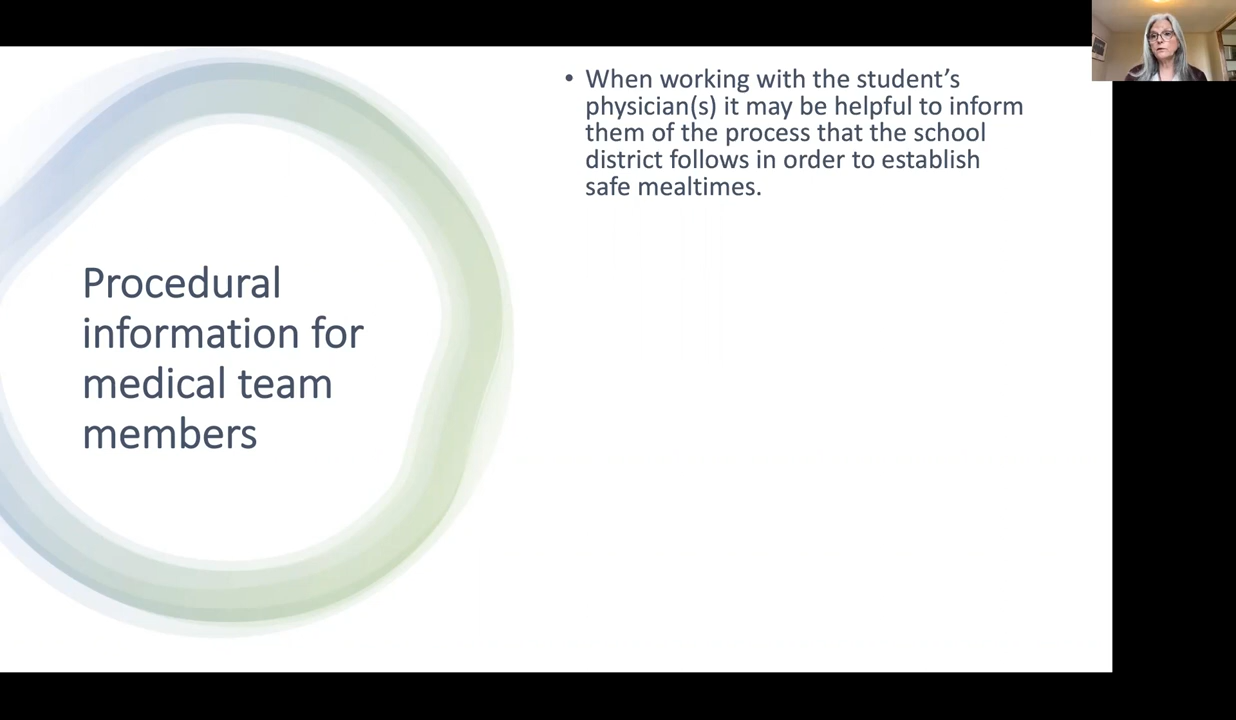 Procedural
information for
medical team
members
• When working with the student’s
physician(s) it may be helpful to inform
them of the process that the school
district follows in order to establish
safe mealtimes.